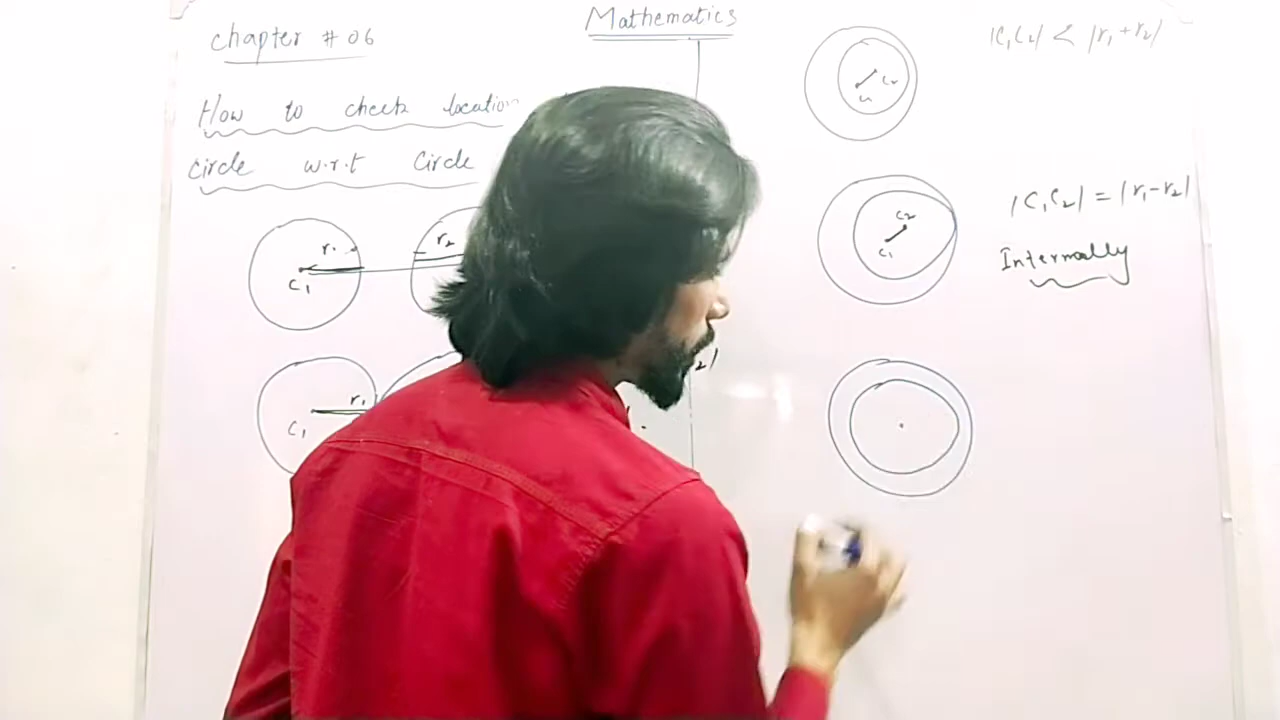 Mathematics
chapter # 06
How to check location
circle w.r.t circle
r1
r2
C1
r1
C1
2|
C1
|C1C2| < |r1+r2|
C2
C1
|C1C2| = |r1-r2|
Internally